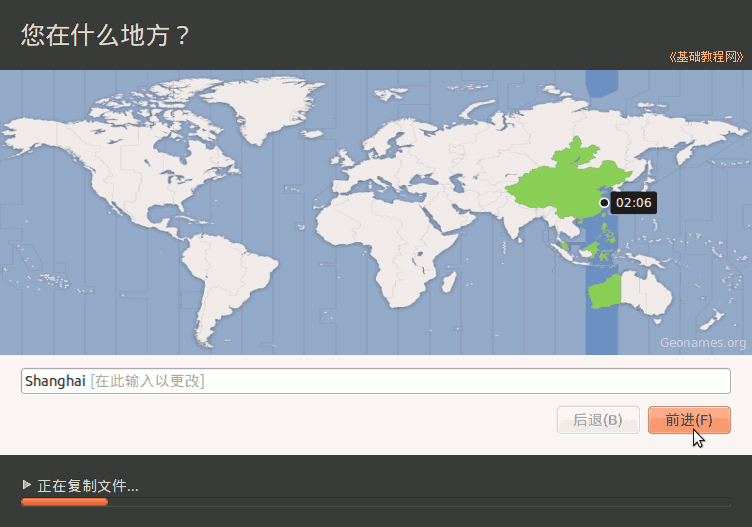 您在什么地方？
《基础教程网》
02:06
Geonames.org
Shanghai [在此输入以更改]
后退(B)
前进(F)
正在复制文件...